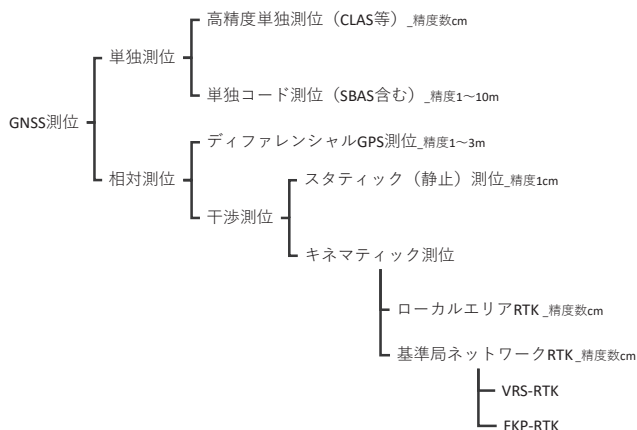 高精度単独測位（CLAS等）_精度数cm
単独測位
単独コード測位（SBAS含む）_精度1～10m
GNSS測位
ディファレンシャルGPS測位_精度1～3m
相対測位
スタティック（静止）測位_精度1cm
干渉測位
キネマティック測位
ローカルエリアRTK_精度数cm
基準局ネットワークRTK_精度数cm
VRS-RTK
FKP-RTK